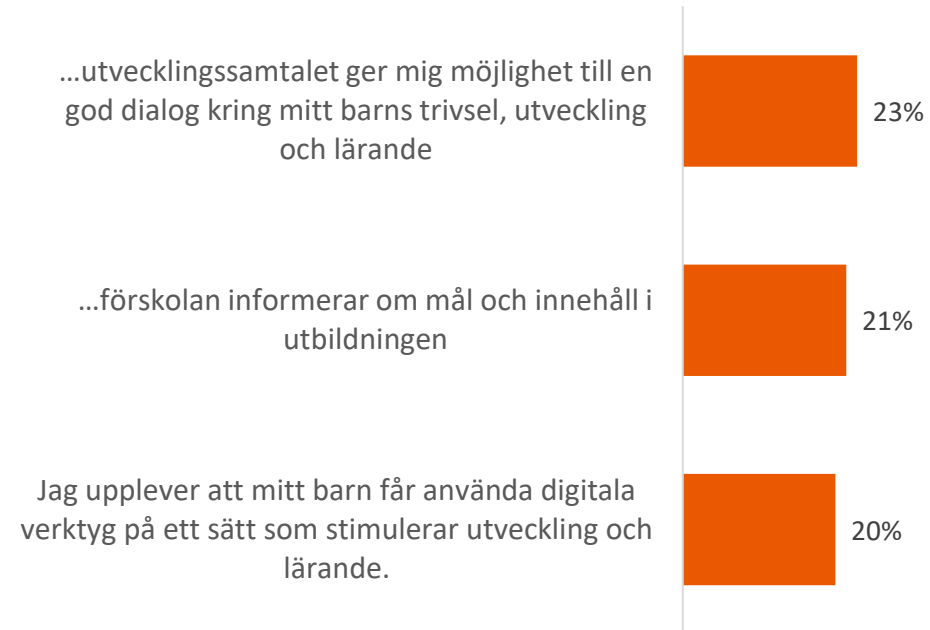 ...utvecklingssamtalet ger mig möjlighet till en
god dialog kring mitt barns trivsel, utveckling
och lärande
23%
...förskolan informerar om mål och innehåll i
utbildningen
21%
Jag upplever att mitt barn får använda digitala
verktyg på ett sätt som stimulerar utveckling och
lärande.
20%